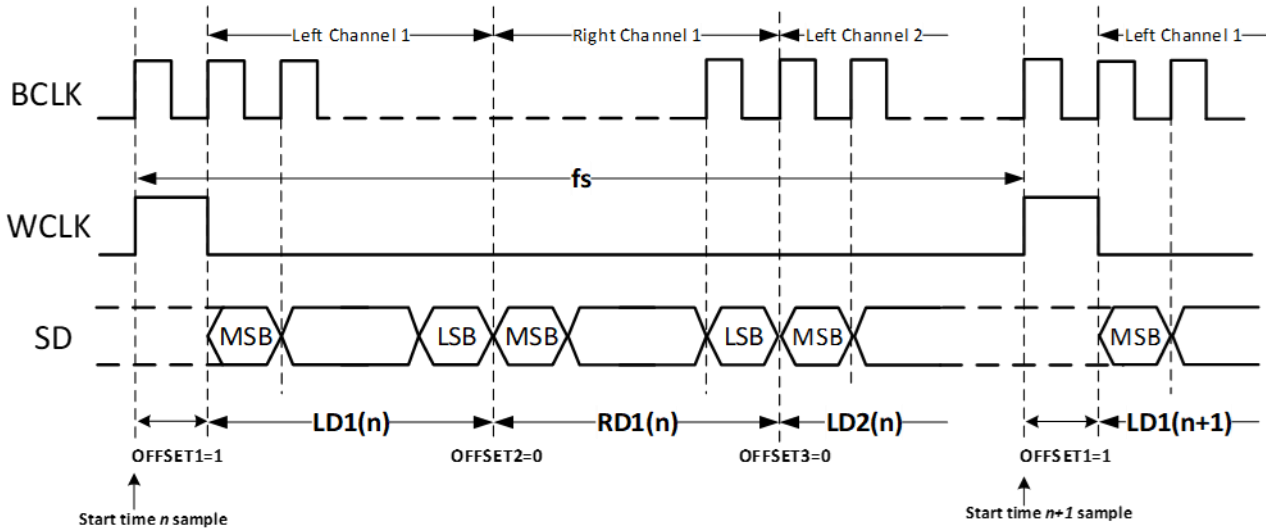 Left Channel 1 Right Channel 1 Left Channel 2 Left Channel 1
BCLK
fs
WCLK
SD MSB LSB MSB LSB MSB MSB
LD1(n) RD1(n) LD2(n) LD1(n+1)
OFFSET1=1 OFFSET2=0 OFFSET3=0 OFFSET1=1
Start time n sample Start time n+1 sample